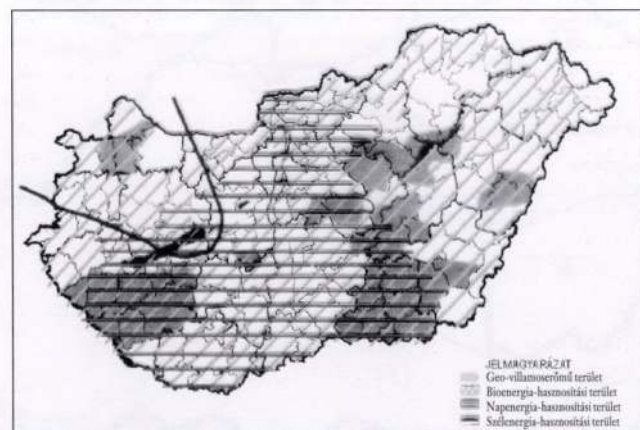 JELMAGYARÁZAT
Geo-villamoserőmű terület
Bioenergia-hasznosítási terület
Napenergia-hasznosítási terület
Szélenergia-hasznosítási terület